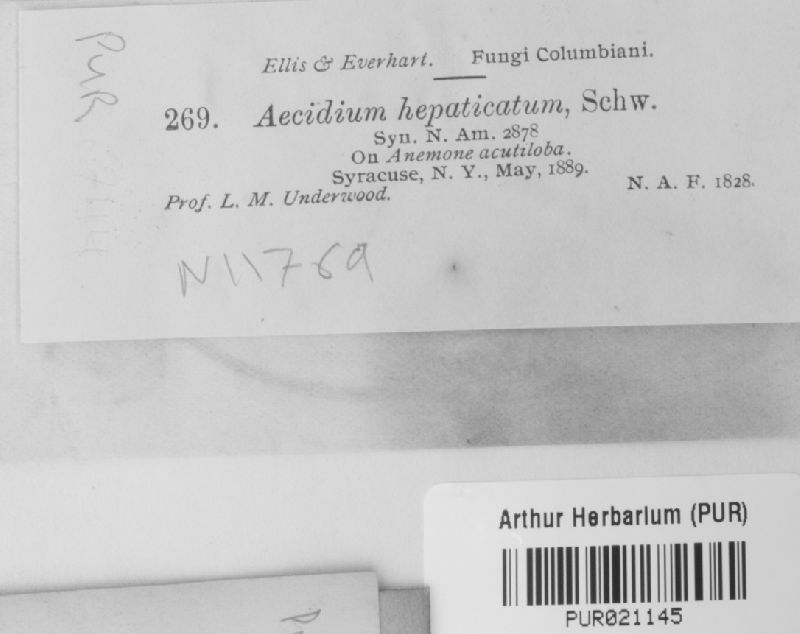 PUR
Ellis & Everhart. Fungi Columbiani.
269. Aecidium hepaticatum, Schw.
Syn. N. Am. 2878
On Anemone acutiloba.
Syracuse, N. Y., May, 1889.
Prof. L. M. Underwood. N. A. F. 1828.
N11769
Arthur Herbarium (PUR)
PUR021145